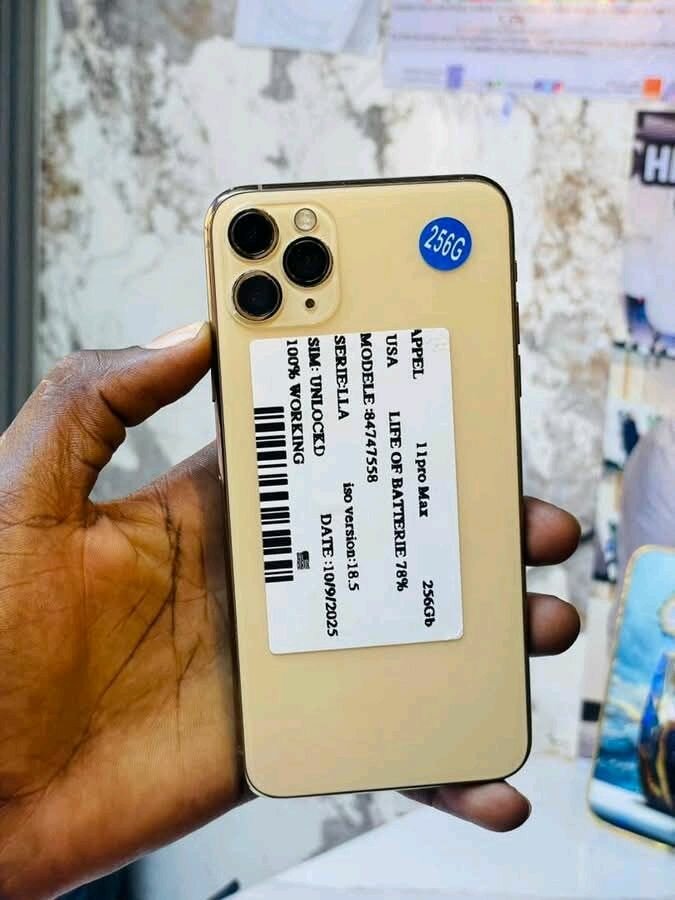 256G
APPEL 11pro Max 256Gb
USA LIFE OF BATTERIE 78%
MODELE :84747558
SERIE:LLA iso version:18.5
SIM: UNLOCKD DATE :10/9/2025
100% WORKING